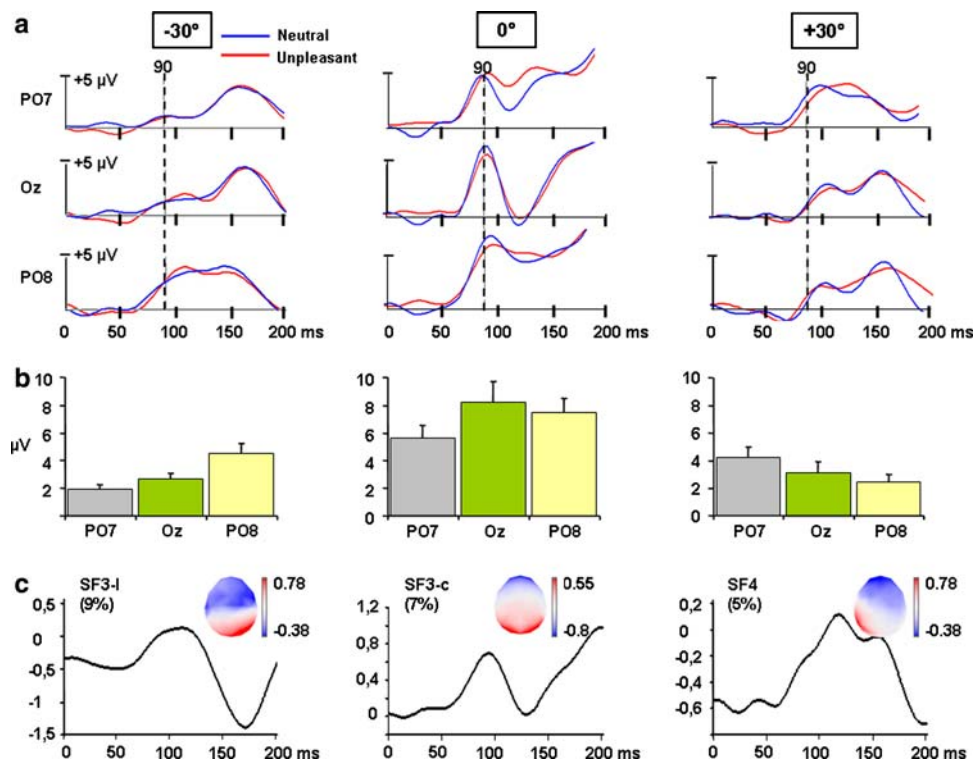 a
-30°
0°
+30°
Neutral
Unpleasant
90
90
90
PO7
+5 µV
Oz
+5 µV
PO8
+5 µV
0 50 100 150 200 ms
0 50 100 150 200 ms
0 50 100 150 200 ms
b
µV
10
8
6
4
2
PO7 Oz PO8
10
8
6
4
2
0
PO7 Oz PO8
10
8
6
4
2
0
PO7 Oz PO8
c
SF3-l
(9%)
0.78
-0.38
0,5
0
-0,5
-1
-1,5
0 50 100 150 200 ms
SF3-c
(7%)
0.55
-0.8
1,2
0,8
0,4
0
0 50 100 150 200 ms
SF4
(5%)
0.78
-0.38
0,2
0
-0,2
-0,4
-0,6
0 50 100 150 200 ms